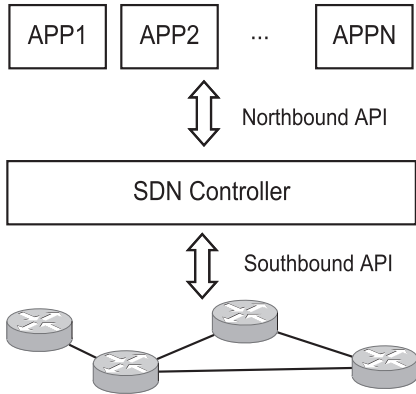 APP1 APP2 ... APPN
Northbound API
SDN Controller
Southbound API